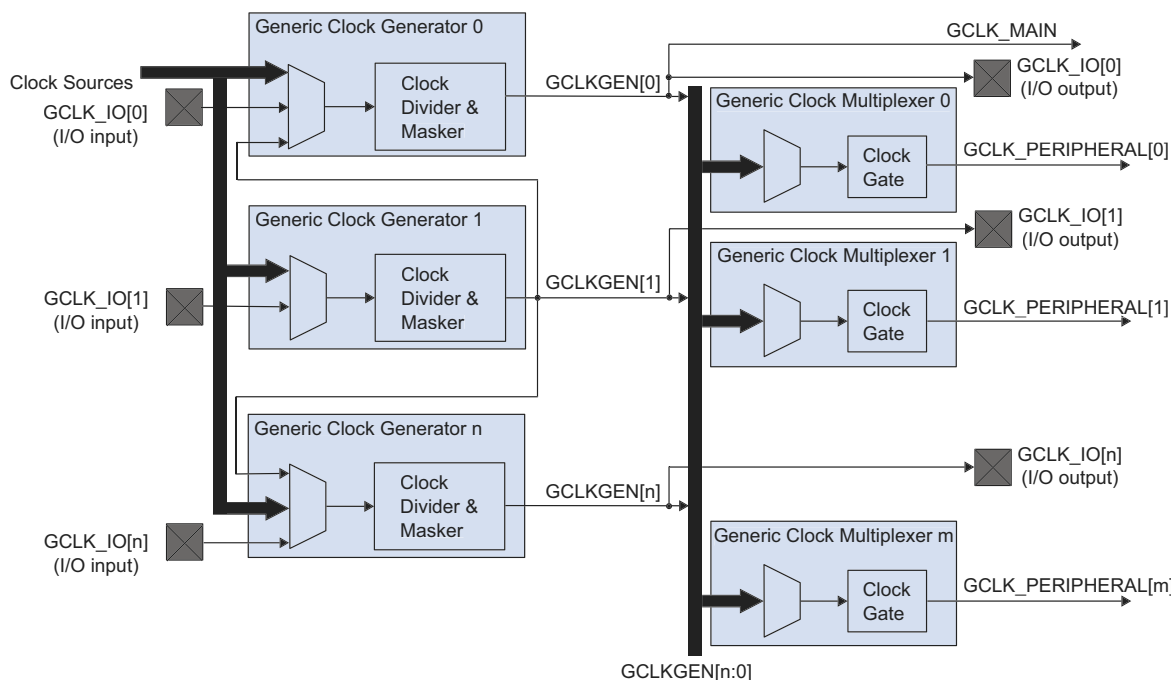 Generic Clock Generator 0
Clock Sources
GCLK_IO[0]
(I/O input)
Clock
Divider &
Masker
GCLKGEN[0]
GCLK_MAIN
GCLK_IO[0]
(I/O output)
Generic Clock Multiplexer 0
Clock
Gate
GCLK_PERIPHERAL[0]
Generic Clock Generator 1
GCLK_IO[1]
(I/O input)
Clock
Divider &
Masker
GCLKGEN[1]
GCLK_IO[1]
(I/O output)
Generic Clock Multiplexer 1
Clock
Gate
GCLK_PERIPHERAL[1]
Generic Clock Generator n
GCLK_IO[n]
(I/O input)
Clock
Divider &
Masker
GCLKGEN[n]
GCLK_IO[n]
(I/O output)
Generic Clock Multiplexer m
Clock
Gate
GCLK_PERIPHERAL[m]
GCLKGEN[n:0]